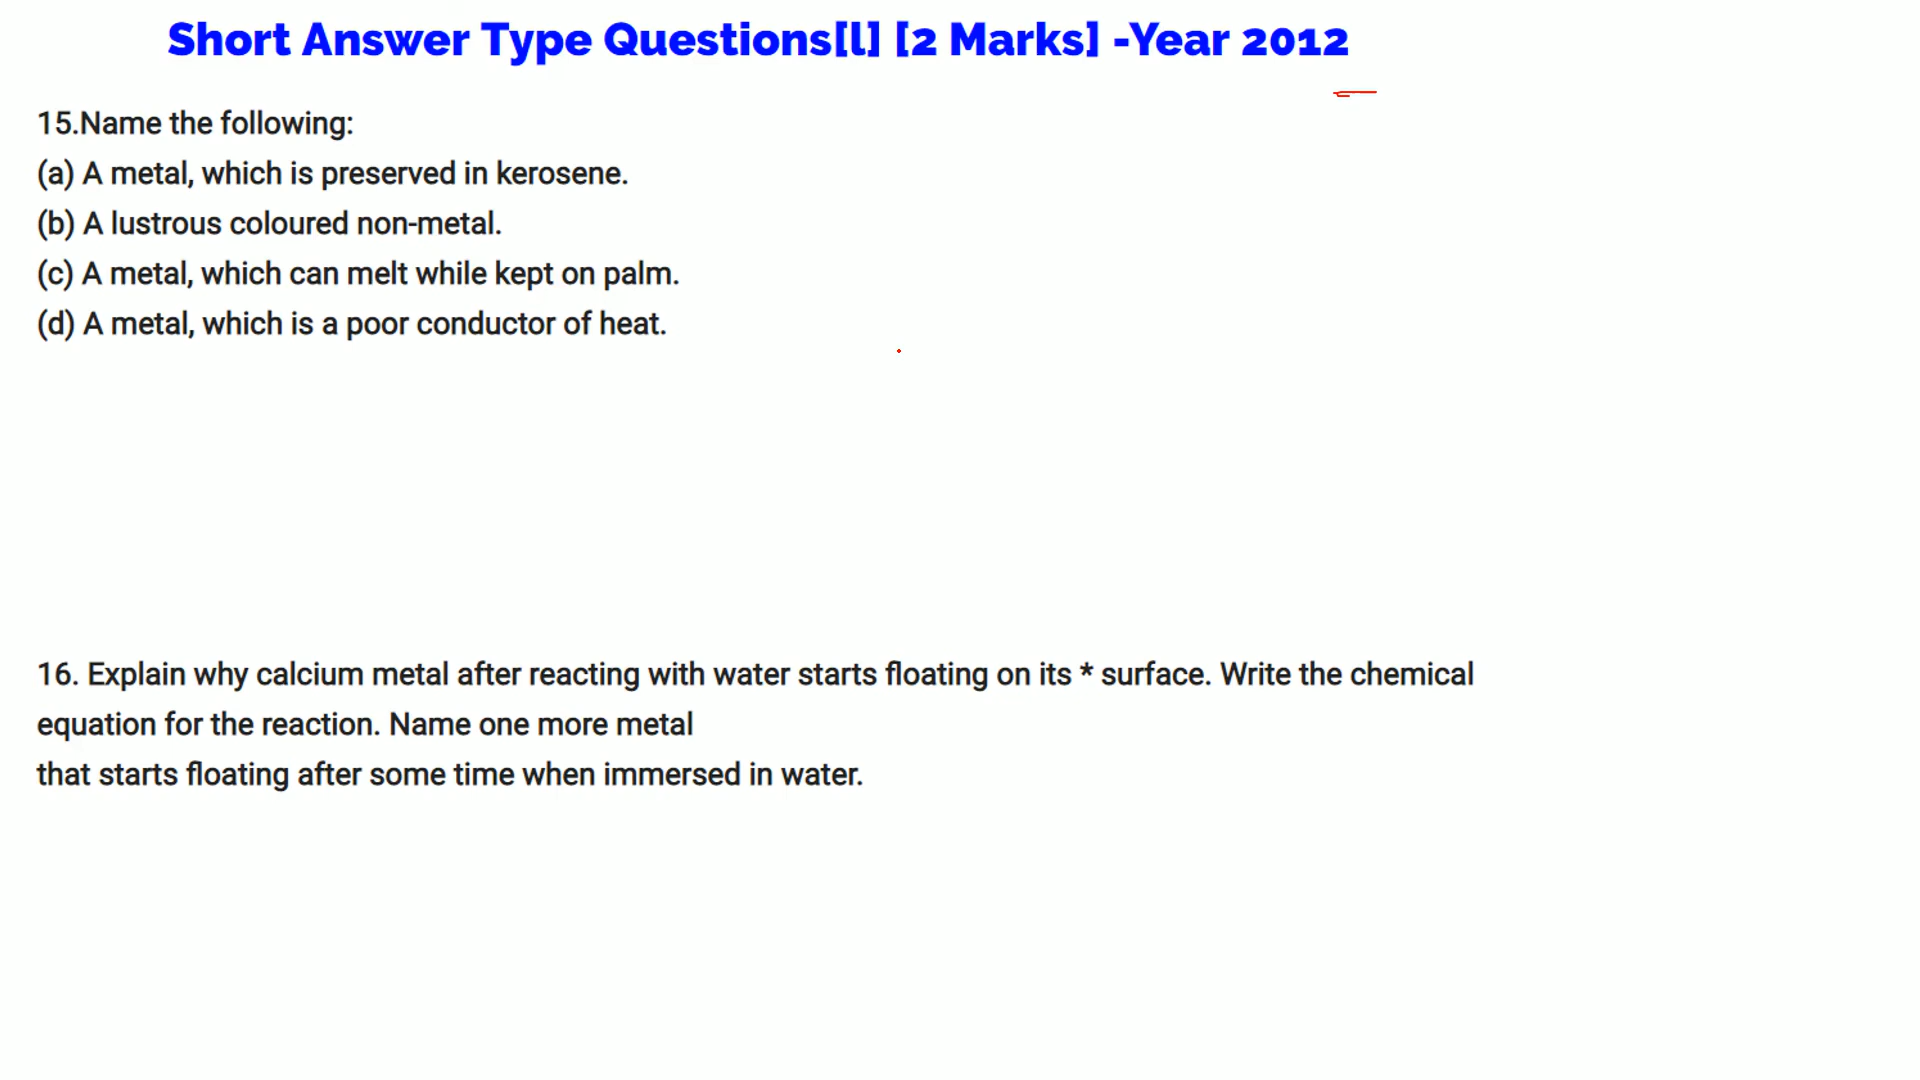 Short Answer Type Questions[l] [2 Marks] -Year 2012
15.Name the following:
(a) A metal, which is preserved in kerosene.
(b) A lustrous coloured non-metal.
(c) A metal, which can melt while kept on palm.
(d) A metal, which is a poor conductor of heat.
16. Explain why calcium metal after reacting with water starts floating on its * surface. Write the chemical
equation for the reaction. Name one more metal
that starts floating after some time when immersed in water.